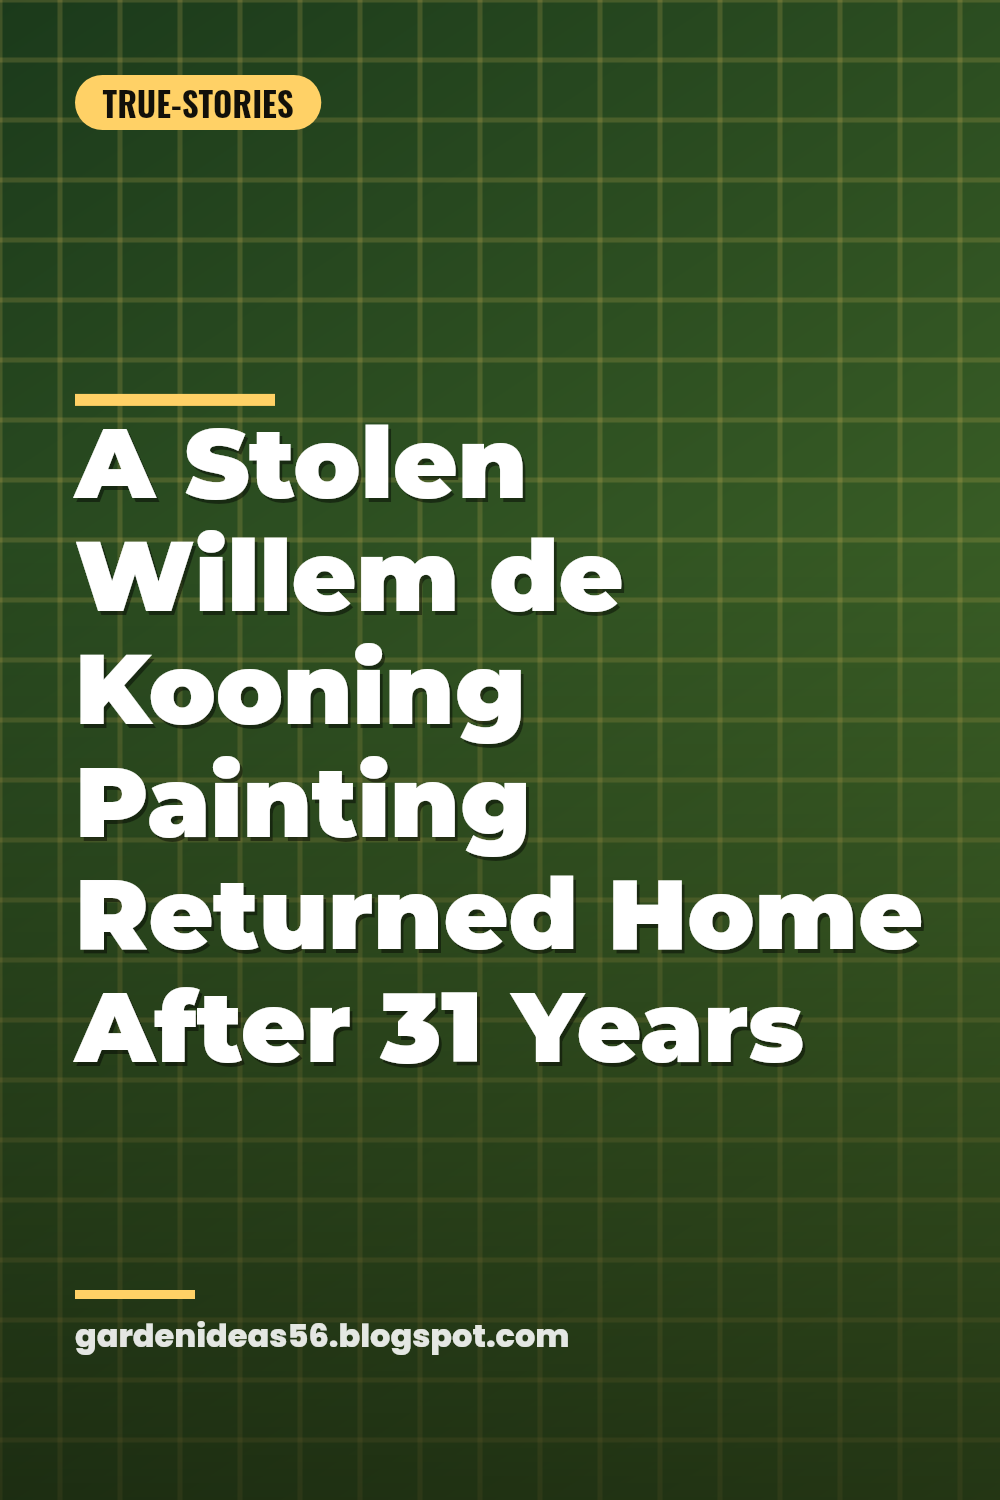 TRUE-STORIES
A Stolen
Willem de
Kooning
Painting
Returned Home
After 31 Years
gardenideas56.blogspot.com